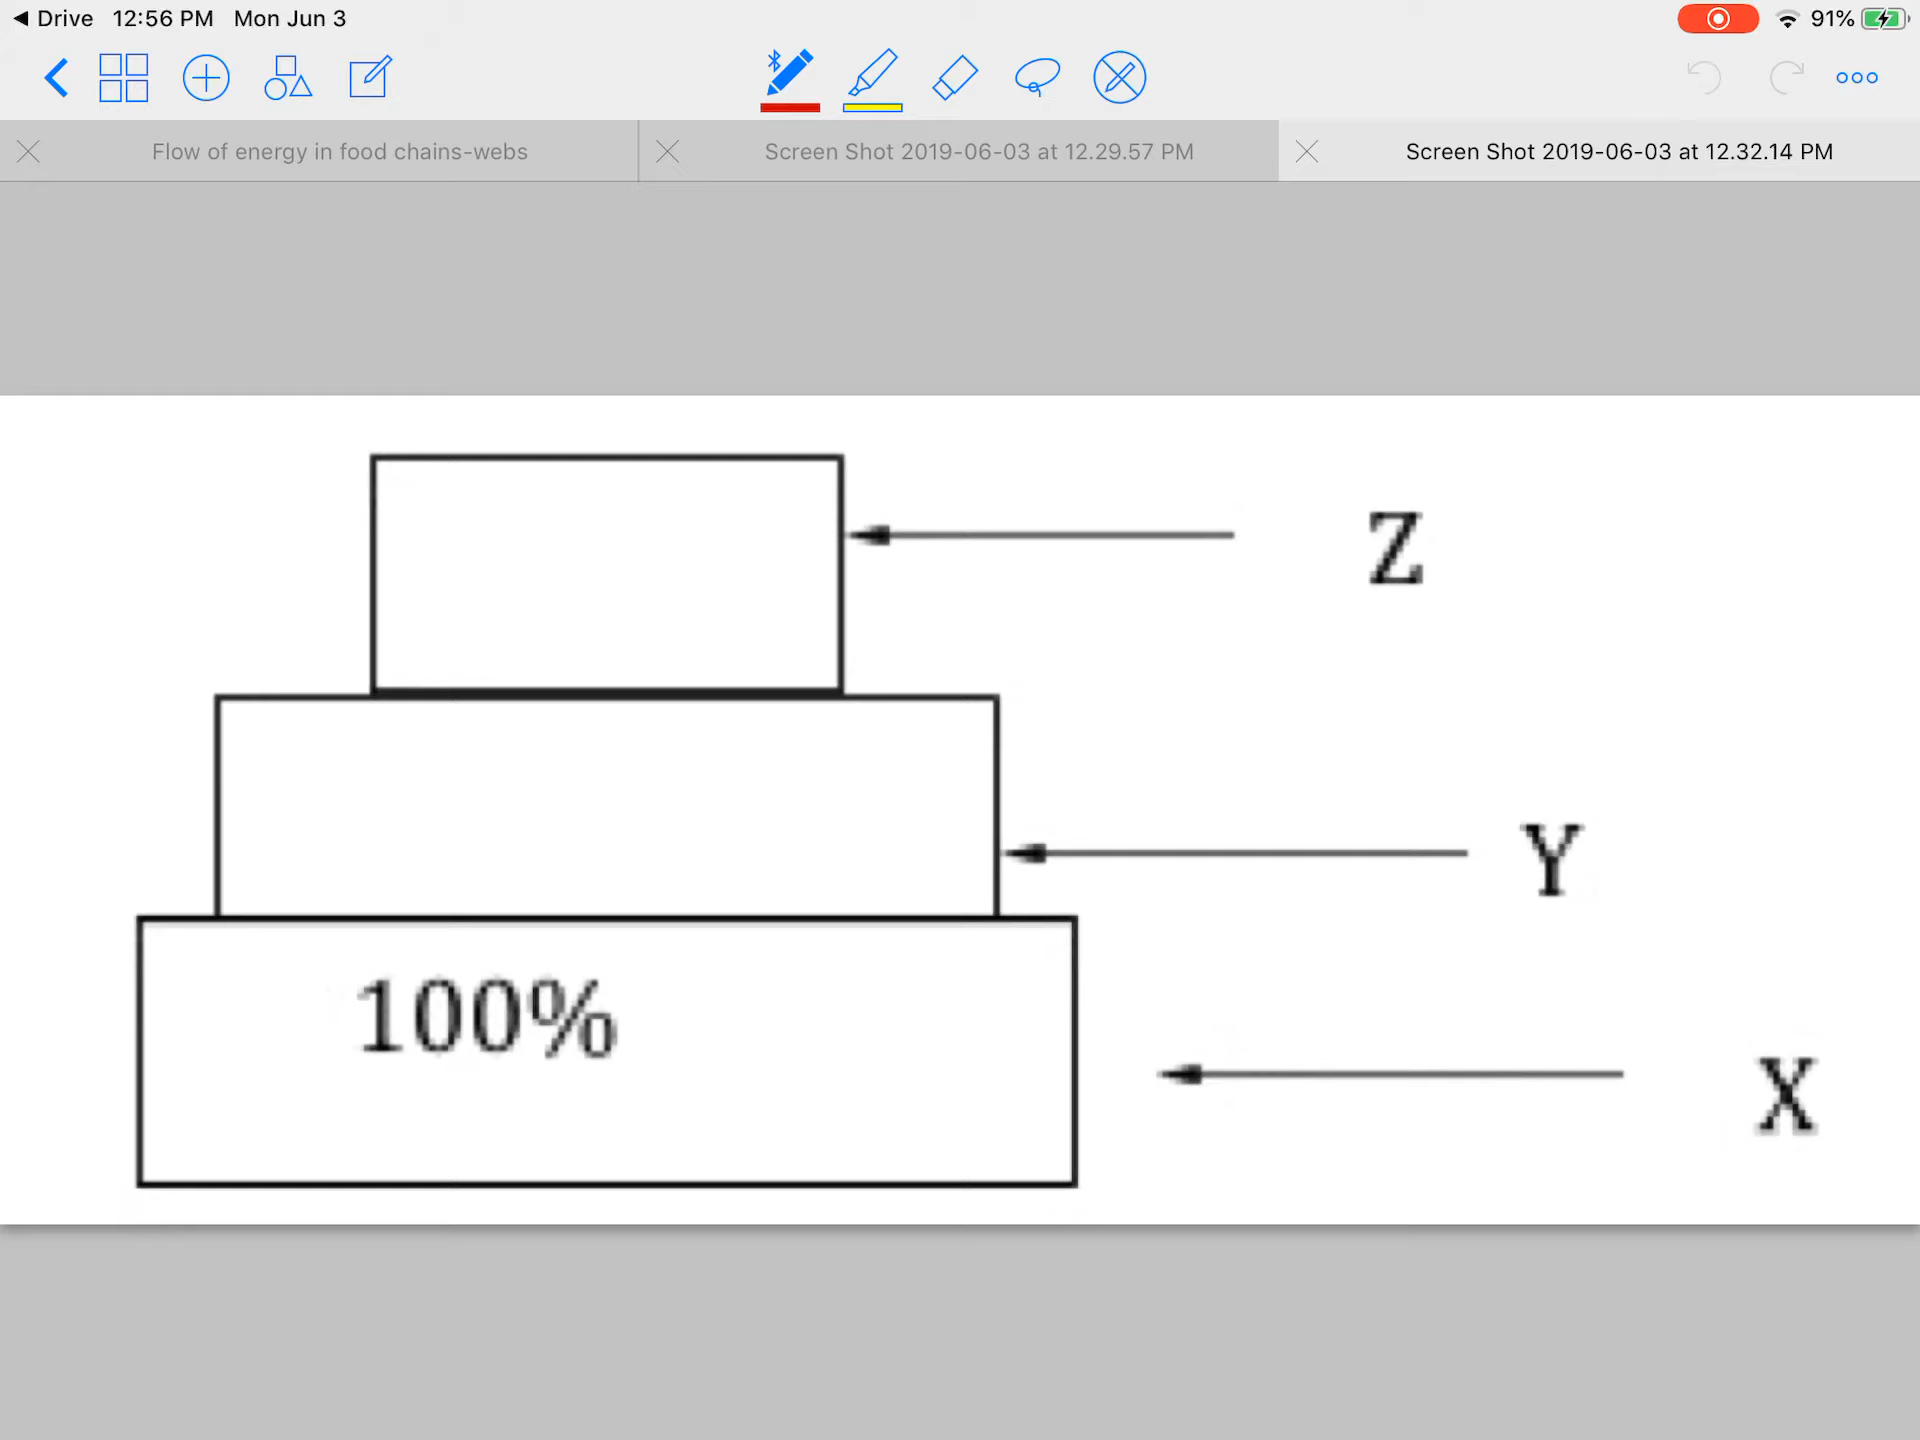 Drive 12:56 PM Mon Jun 3 91%
Flow of energy in food chains-webs Screen Shot 2019-06-03 at 12.29.57 PM Screen Shot 2019-06-03 at 12.32.14 PM
Z
Y
100%
X